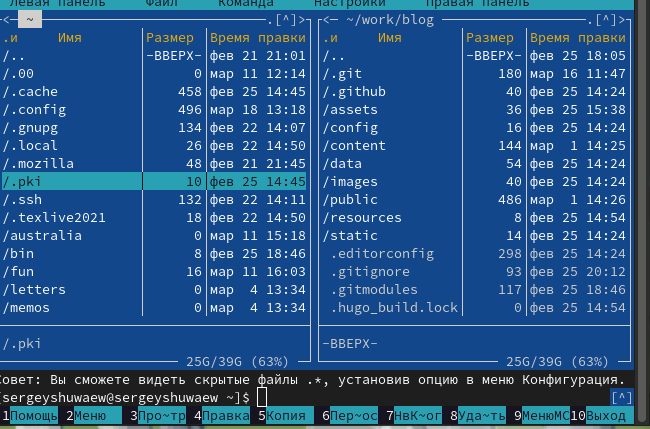 Левая панель Файл Команда Настройки Правая панель
<─ ~ .[^]>
<─ ~/work/blog .[^]>
.и Имя Размер Время правки
/.. -ВВЕРХ- фев 21 21:01
/.00 0 мар 11 12:14
/.cache 458 фев 25 14:45
/.config 496 мар 18 13:18
/.gnupg 134 фев 22 14:07
/.local 26 фев 22 14:50
/.mozilla 48 фев 21 21:45
/.pki 10 фев 25 14:45
/.ssh 132 фев 22 14:11
/.texlive2021 18 фев 22 14:50
/australia 0 мар 11 15:18
/bin 8 фев 25 18:46
/fun 16 мар 11 16:03
/letters 0 мар 4 13:34
/memos 0 мар 4 13:34
/.pki
25G/39G (63%)
.и Имя Размер Время правки
/.. -ВВЕРХ- фев 25 18:05
/.git 180 мар 16 11:47
/.github 40 фев 25 14:24
/assets 36 фев 25 15:38
/config 16 фев 25 14:24
/content 144 мар 1 14:25
/data 54 фев 25 14:24
/images 40 фев 25 14:24
/public 486 мар 1 14:26
/resources 8 фев 25 14:54
/static 14 фев 25 14:24
.editorconfig 298 фев 25 14:24
.gitignore 93 фев 25 20:12
.gitmodules 117 фев 25 18:46
.hugo_build.lock 0 фев 25 14:54
-ВВЕРХ-
25G/39G (63%)
Совет: Вы сможете видеть скрытые файлы .*, установив опцию в меню Конфигурация.
[sergeyshuwaew@sergeyshuwaew ~]$ [^]
1Помощь 2Меню 3Про~тр 4Правка 5Копия 6Пер~ос 7НвК~ог 8Уда~ть 9МенюMC 10Выход